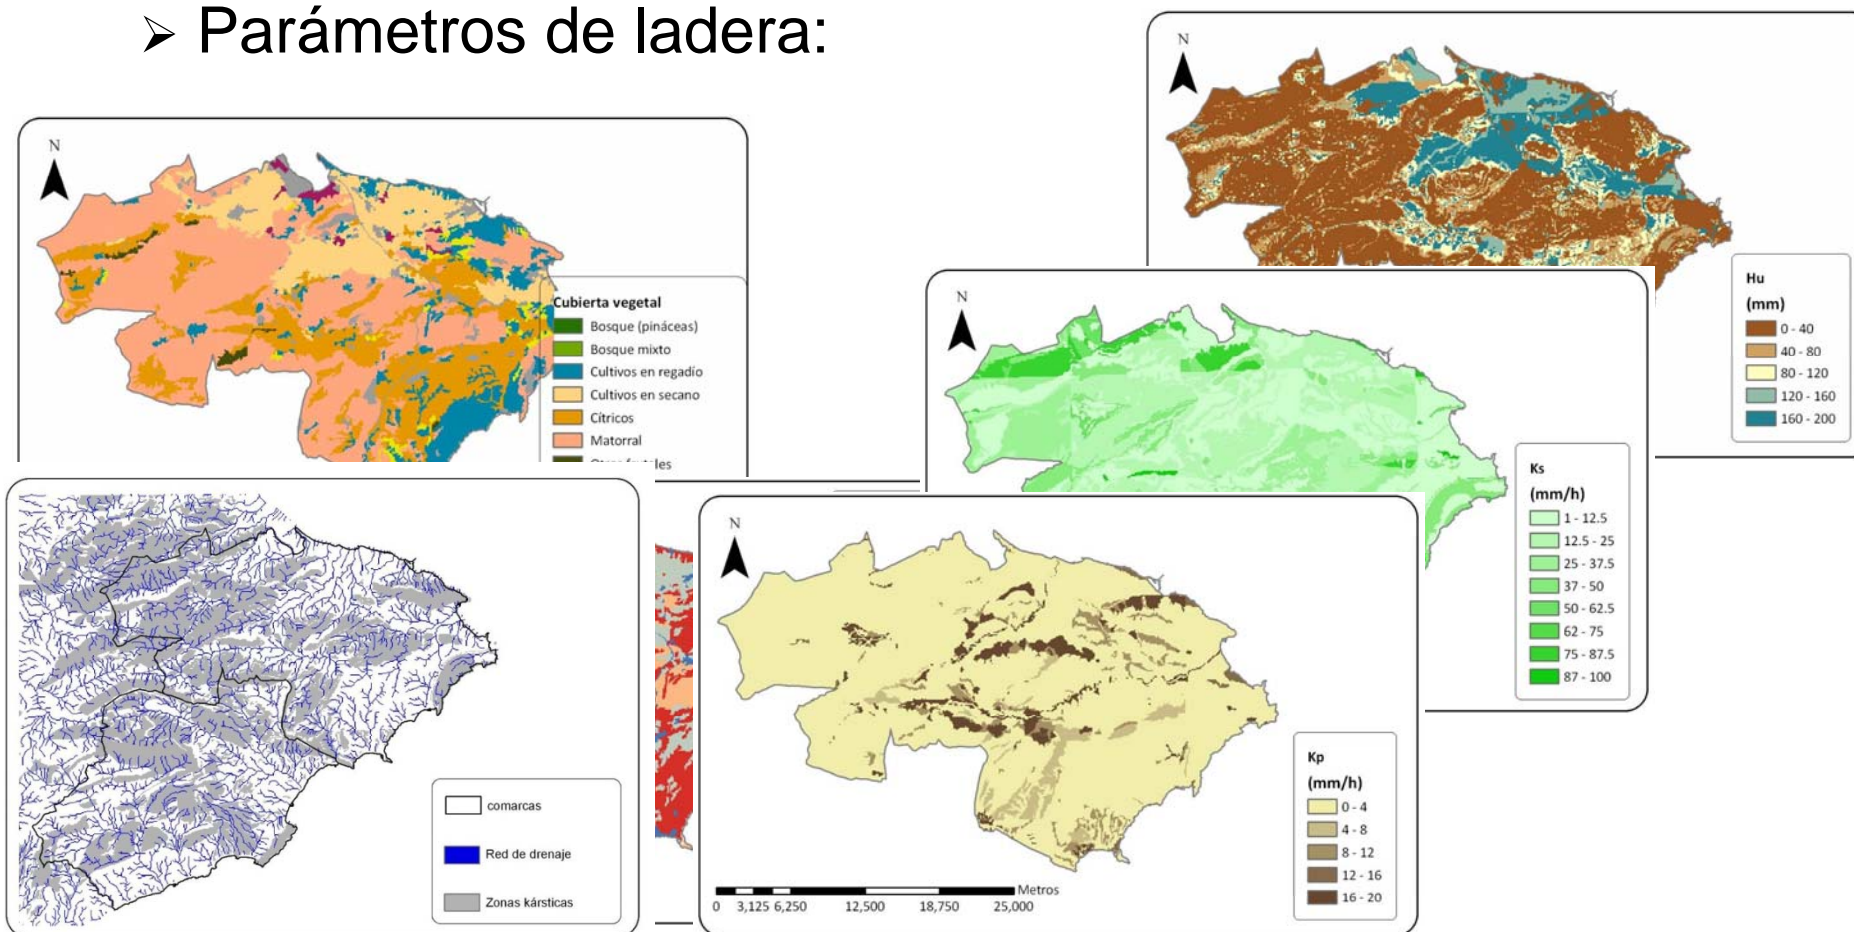 ➢ Parámetros de ladera:
N
Cubierta vegetal
Bosque (pináceas)
Bosque mixto
Cultivos en regadío
Cultivos en secano
Cítricos
Matorral
N
Hu
(mm)
0 - 40
40 - 80
80 - 120
120 - 160
160 - 200
N
Ks
(mm/h)
1 - 12.5
12.5 - 25
25 - 37.5
37 - 50
50 - 62.5
62 - 75
75 - 87.5
87 - 100
comarcas
Red de drenaje
Zonas kársticas
N
Kp
(mm/h)
0 - 4
4 - 8
8 - 12
12 - 16
16 - 20
Metros
0 3,125 6,250 12,500 18,750 25,000